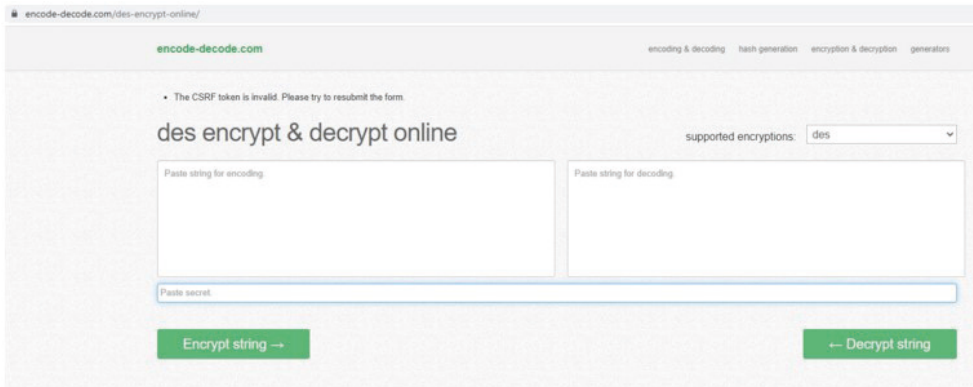 encode-decode.com/des-encrypt-online/
encode-decode.com encoding & decoding hash generation encryption & decryption generators
• The CSRF token is invalid. Please try to resubmit the form.
des encrypt & decrypt online supported encryptions: des
Paste string for encoding. Paste string for decoding.
Paste secret.
Encrypt string → ← Decrypt string